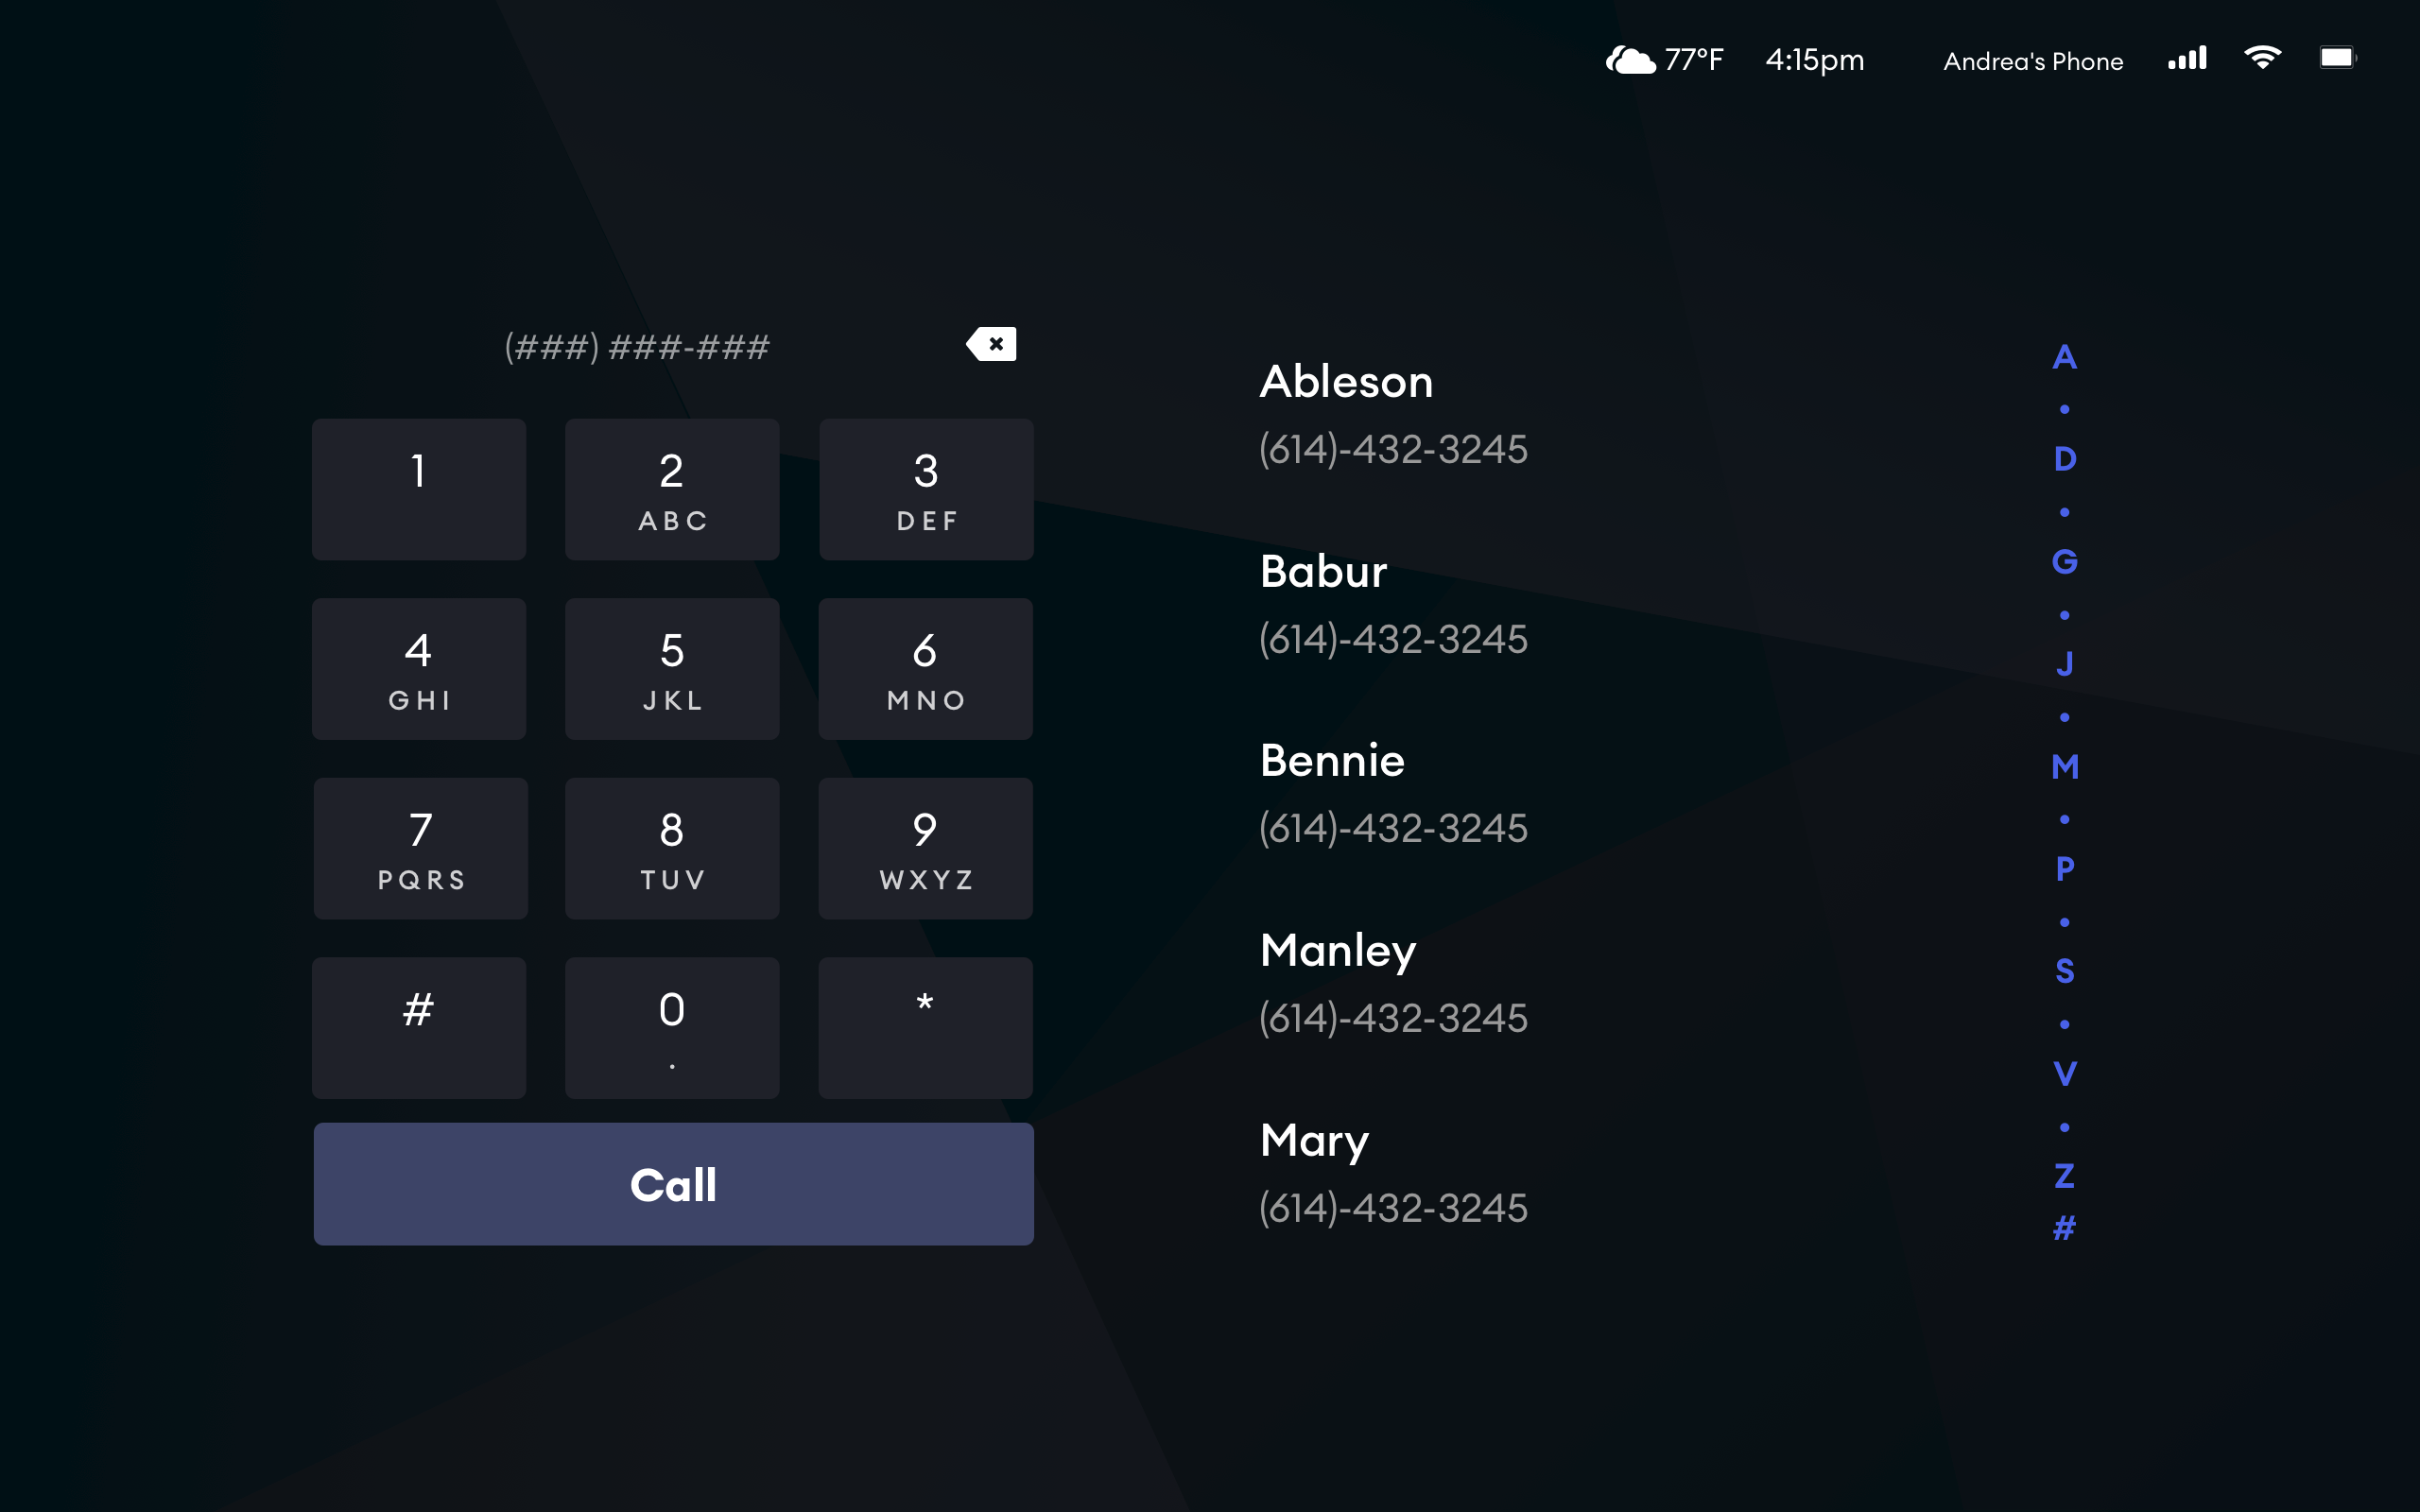 77°F 4:15pm Andrea's Phone
(###) ###-###
1
2
ABC
3
DEF
4
GHI
5
JKL
6
MNO
7
PQRS
8
TUV
9
WXYZ
#
0
.
*
Call
Ableson
(614)-432-3245
Babur
(614)-432-3245
Bennie
(614)-432-3245
Manley
(614)-432-3245
Mary
(614)-432-3245
A
•
D
•
G
•
J
•
M
•
P
•
S
•
V
•
Z
#